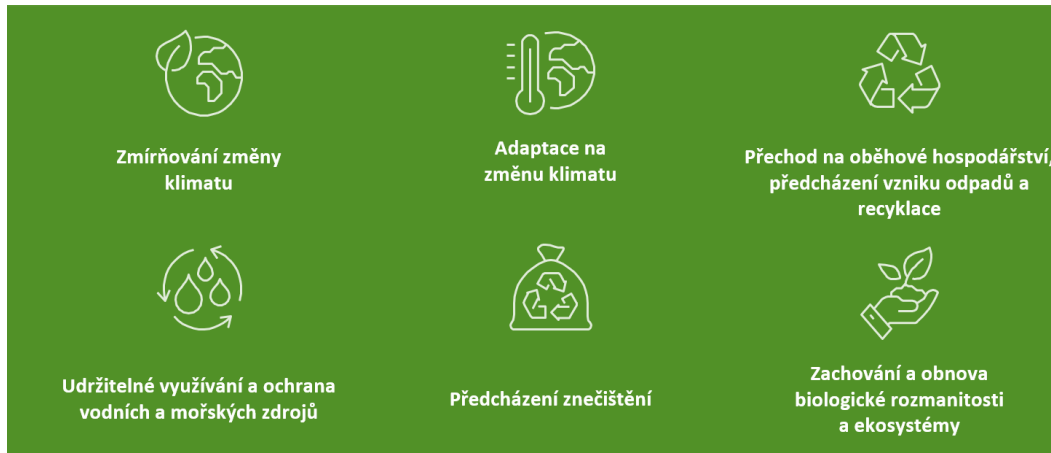 Zmírňování změny
klimatu
Adaptace na
změnu klimatu
Přechod na oběhové hospodářství,
předcházení vzniku odpadů a
recyklace
Udržitelné využívání a ochrana
vodních a mořských zdrojů
Předcházení znečištění
Zachování a obnova
biologické rozmanitosti
a ekosystémy